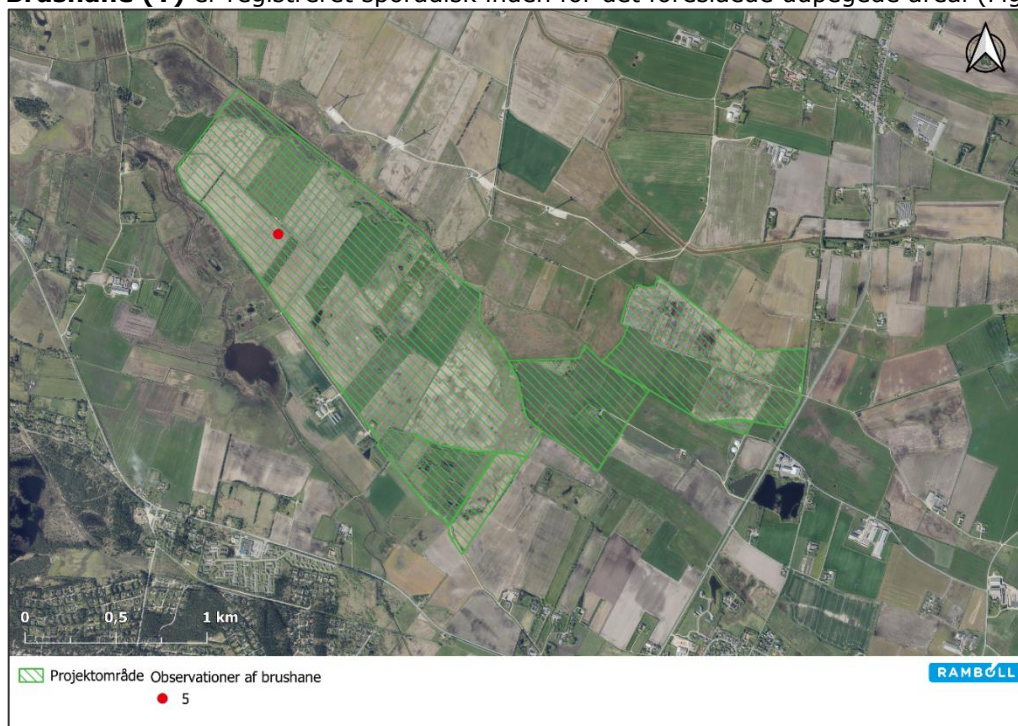 Brushane (Y) er registreret sporadisk inden for det foreslåede udpegede areal (Fig
0 0,5 1 km
Projektområde Observationer af brushane
5
RAMBOLL